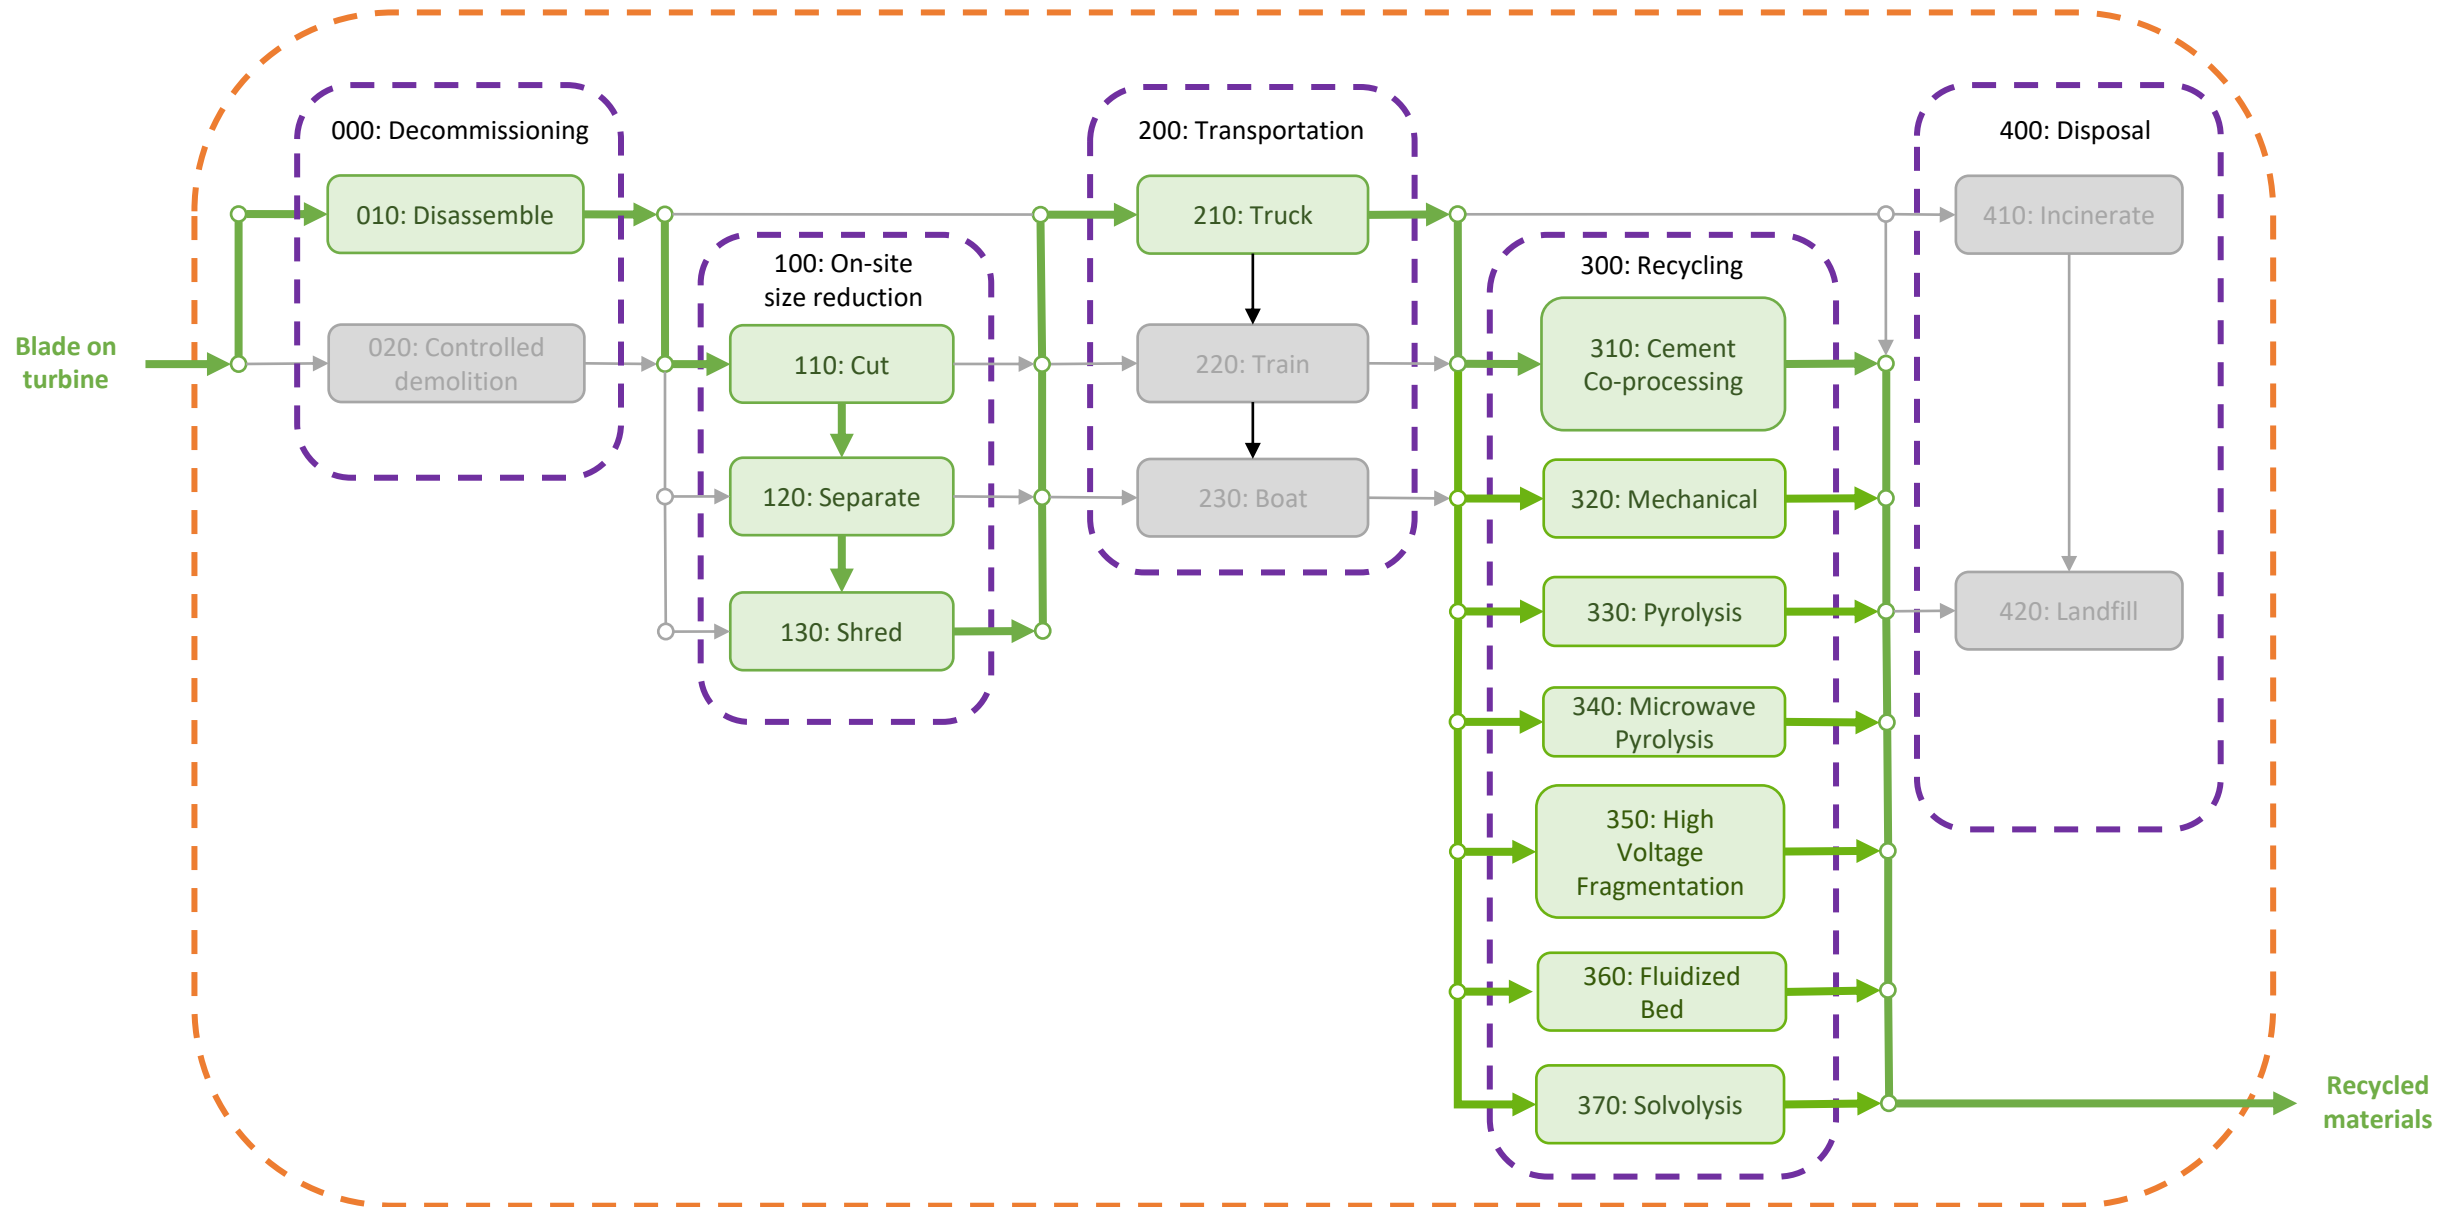 Blade on
turbine
000: Decommissioning
010: Disassemble
020: Controlled
demolition
100: On-site
size reduction
110: Cut
120: Separate
130: Shred
200: Transportation
210: Truck
220: Train
230: Boat
300: Recycling
310: Cement
Co-processing
320: Mechanical
330: Pyrolysis
340: Microwave
Pyrolysis
350: High
Voltage
Fragmentation
360: Fluidized
Bed
370: Solvolysis
400: Disposal
410: Incinerate
420: Landfill
Recycled
materials